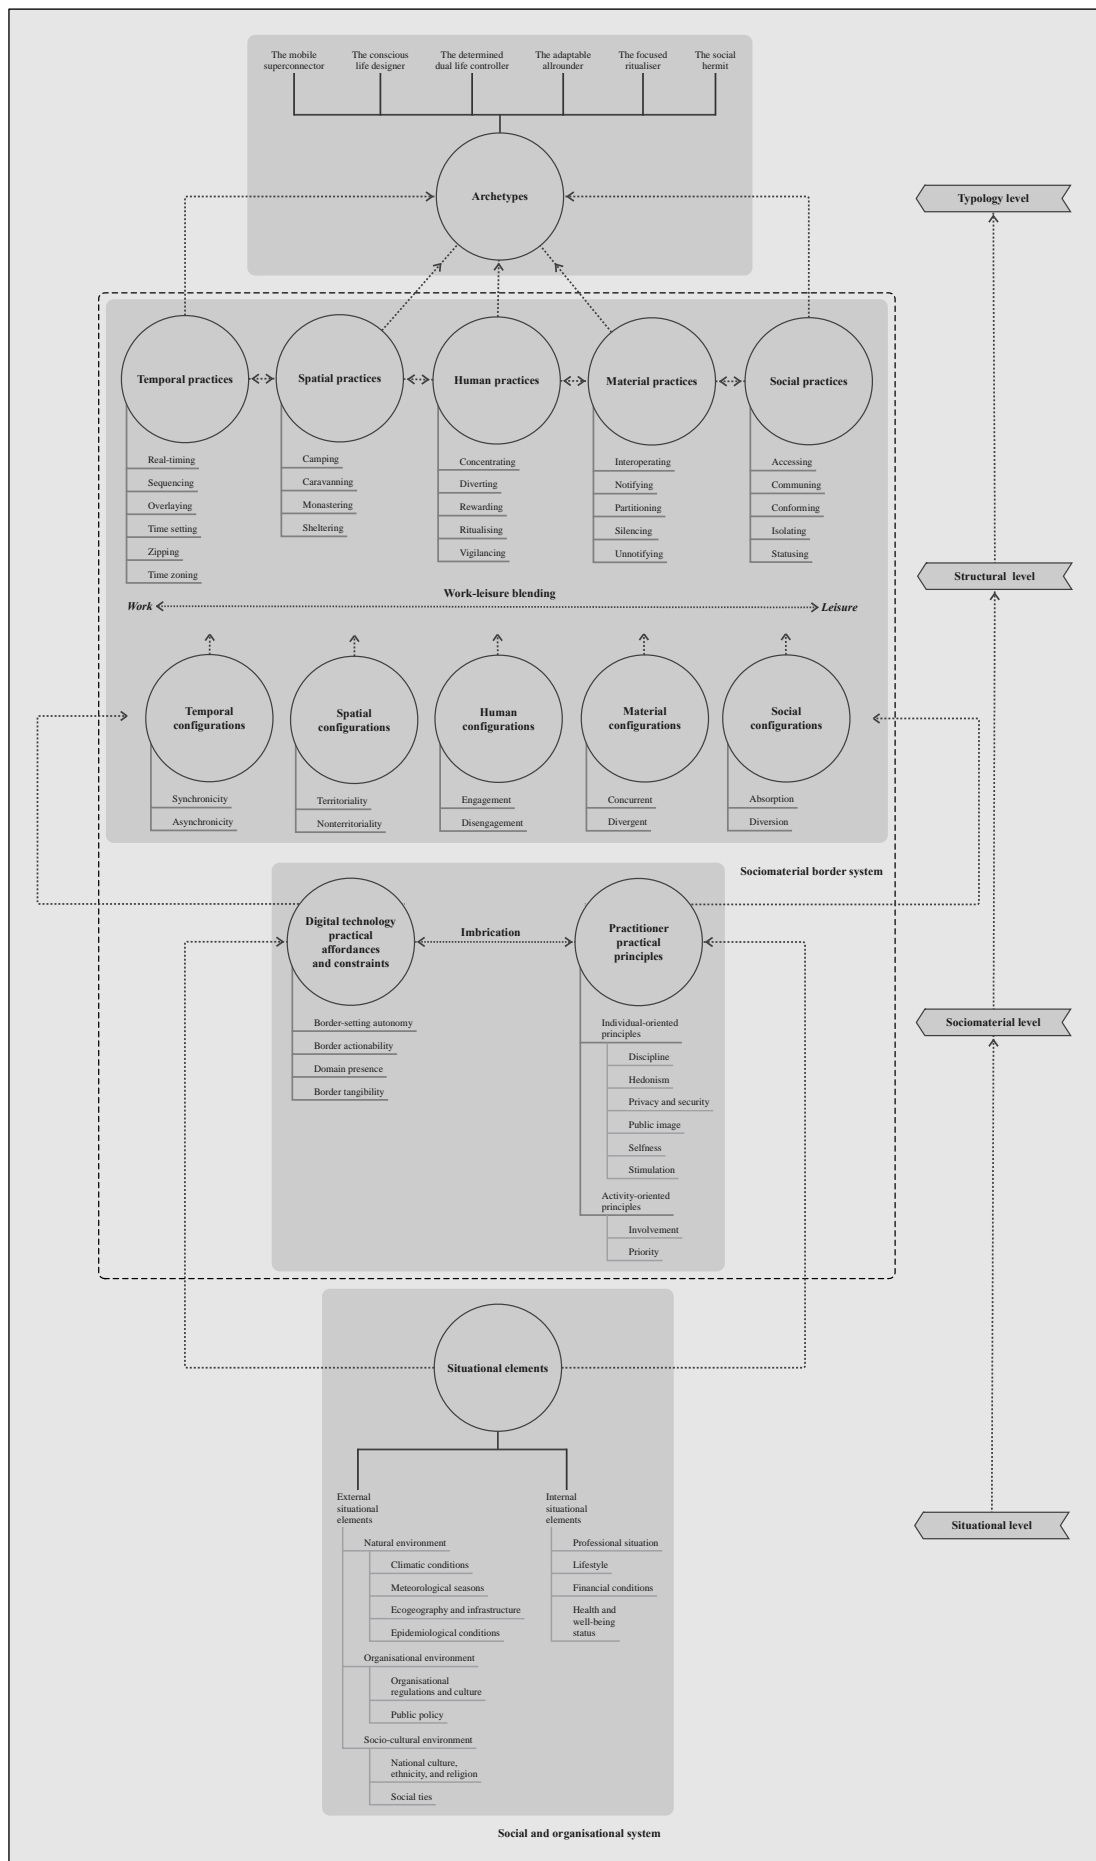 The mobile
superconnector
The conscious
life designer
The determined
dual life controller
The adaptable
allrounder
The focused
ritualiser
The social
hermit
Archetypes
Typology level
Temporal practices
Spatial practices
Human practices
Material practices
Social practices
Real-timing
Sequencing
Overlaying
Time setting
Zipping
Time zoning
Camping
Caravanning
Monastering
Sheltering
Concentrating
Diverting
Rewarding
Ritualising
Vigilancing
Interoperating
Notifying
Partitioning
Silencing
Unnotifying
Accessing
Communing
Conforming
Isolating
Statusing
Structural level
Work-leisure blending
Work
Leisure
Temporal
configurations
Spatial
configurations
Human
configurations
Material
configurations
Social
configurations
Synchronicity
Asynchronicity
Territoriality
Nonterritoriality
Engagement
Disengagement
Concurrent
Divergent
Absorption
Diversion
Sociomaterial border system
Digital technology
practical
affordances
and constraints
Imbrication
Practitioner
practical
principles
Border-setting autonomy
Border actionability
Domain presence
Border tangibility
Individual-oriented
principles
Discipline
Hedonism
Privacy and security
Public image
Selfness
Stimulation
Activity-oriented
principles
Involvement
Priority
Sociomaterial level
Situational elements
External
situational
elements
Natural environment
Climatic conditions
Meteorological seasons
Ecogeography and infrastructure
Epidemiological conditions
Organisational environment
Organisational
regulations and culture
Public policy
Socio-cultural environment
National culture,
ethnicity, and religion
Social ties
Internal
situational
elements
Professional situation
Lifestyle
Financial conditions
Health and
well-being
status
Situational level
Social and organisational system